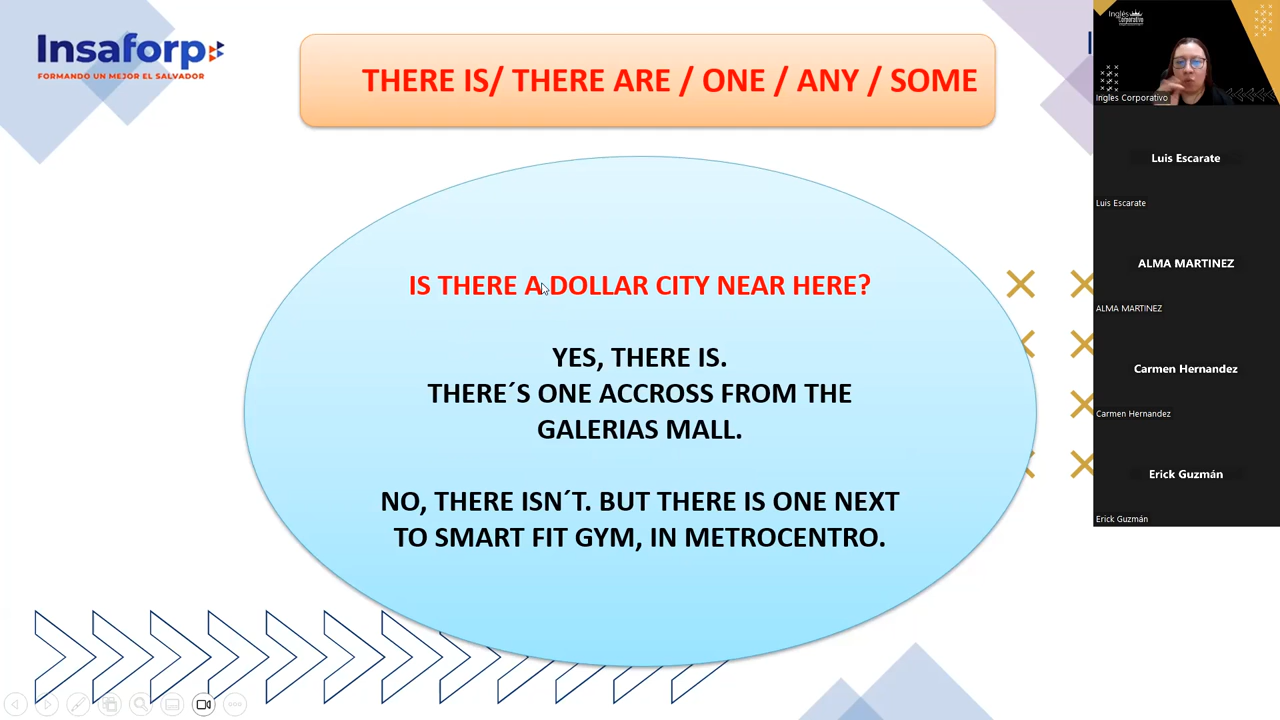 Insaforp
FORMANDO UN MEJOR EL SALVADOR
THERE IS/ THERE ARE / ONE / ANY / SOME
IS THERE A DOLLAR CITY NEAR HERE?
YES, THERE IS.
THERE´S ONE ACCROSS FROM THE
GALERIAS MALL.
NO, THERE ISN´T. BUT THERE IS ONE NEXT
TO SMART FIT GYM, IN METROCENTRO.
Inglés
Corporativo
Ingles Corporativo
Luis Escarate
Luis Escarate
ALMA MARTINEZ
ALMA MARTINEZ
Carmen Hernandez
Carmen Hernandez
Erick Guzmán
Erick Guzmán